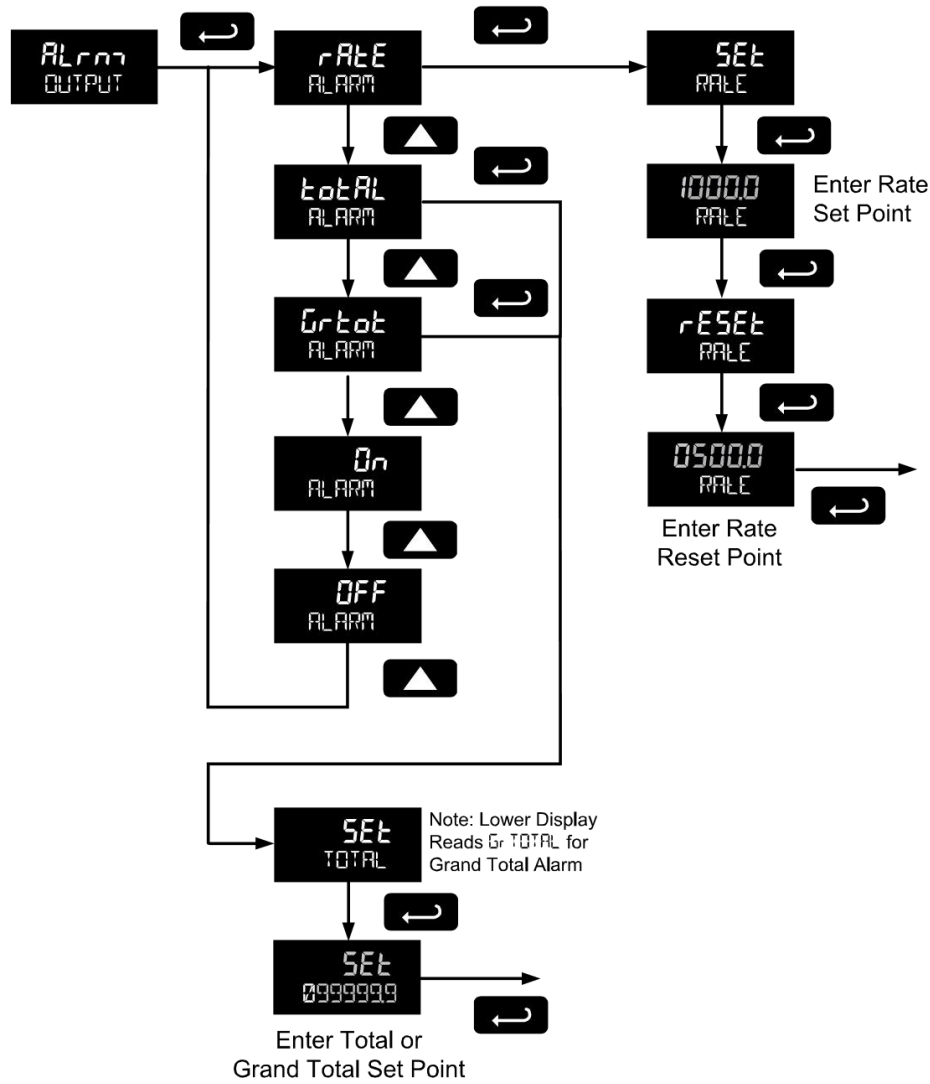 ALrm
OUTPUT
rAtE
ALARM
totAL
ALARM
Grtot
ALARM
On
ALARM
OFF
ALARM
SEt
RATE
1000.0
RATE
Enter Rate
Set Point
rESEt
RATE
0500.0
RATE
Enter Rate
Reset Point
SEt
TOTAL
Note: Lower Display
Reads Gr TOTAL for
Grand Total Alarm
SEt
099999.9
Enter Total or
Grand Total Set Point